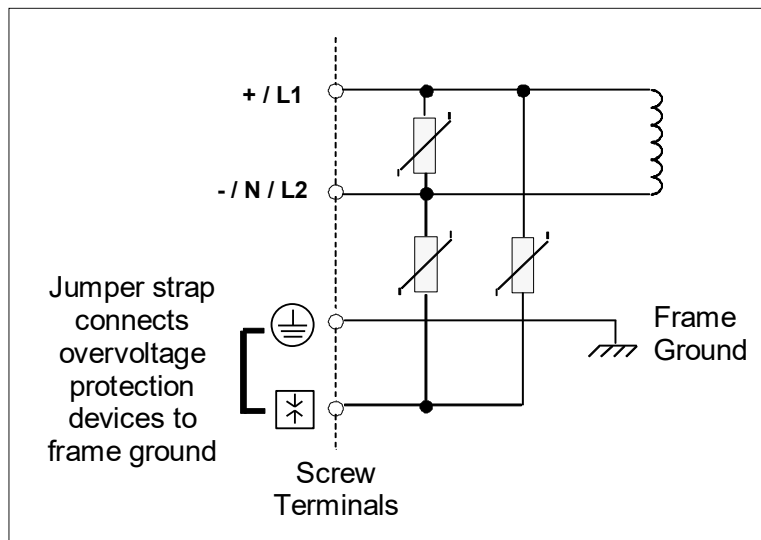 + / L1
- / N / L2
Jumper strap
connects
overvoltage
protection
devices to
frame ground
Frame
Ground
Screw
Terminals